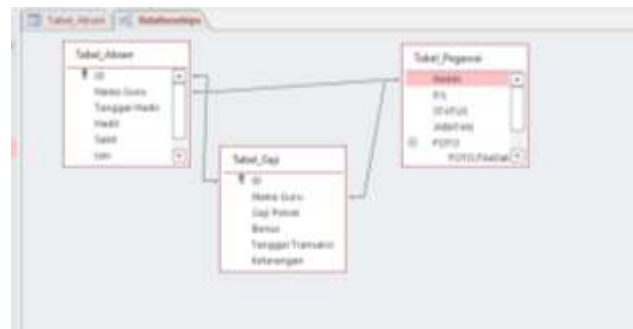 Tabel_Absen
Relationships
Tabel_Absen
ID
Nama Guru
Tanggal Hadir
Hadir
Sakit
Izin
Tabel_Pegawai
STATUS
JABATAN
FOTO
Tabel_Gaji
ID
Nama Guru
Gaji Pokok
Bonus
Tanggal Transaksi
Keterangan